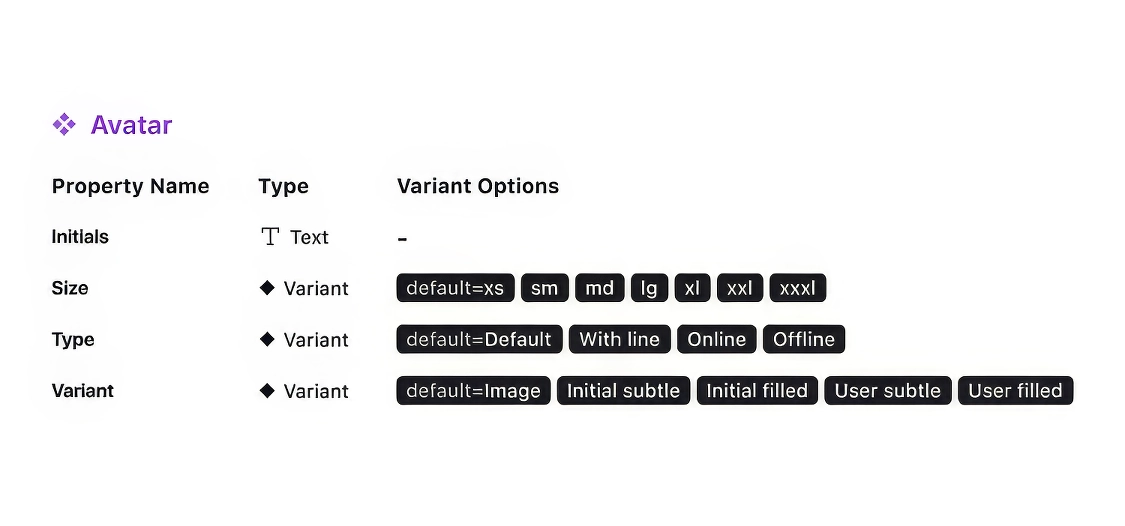 Avatar
Property Name Type Variant Options
Initials Text -
Size Variant default=xs sm md lg xl xxl xxxl
Type Variant default=Default With line Online Offline
Variant Variant default=Image Initial subtle Initial filled User subtle User filled